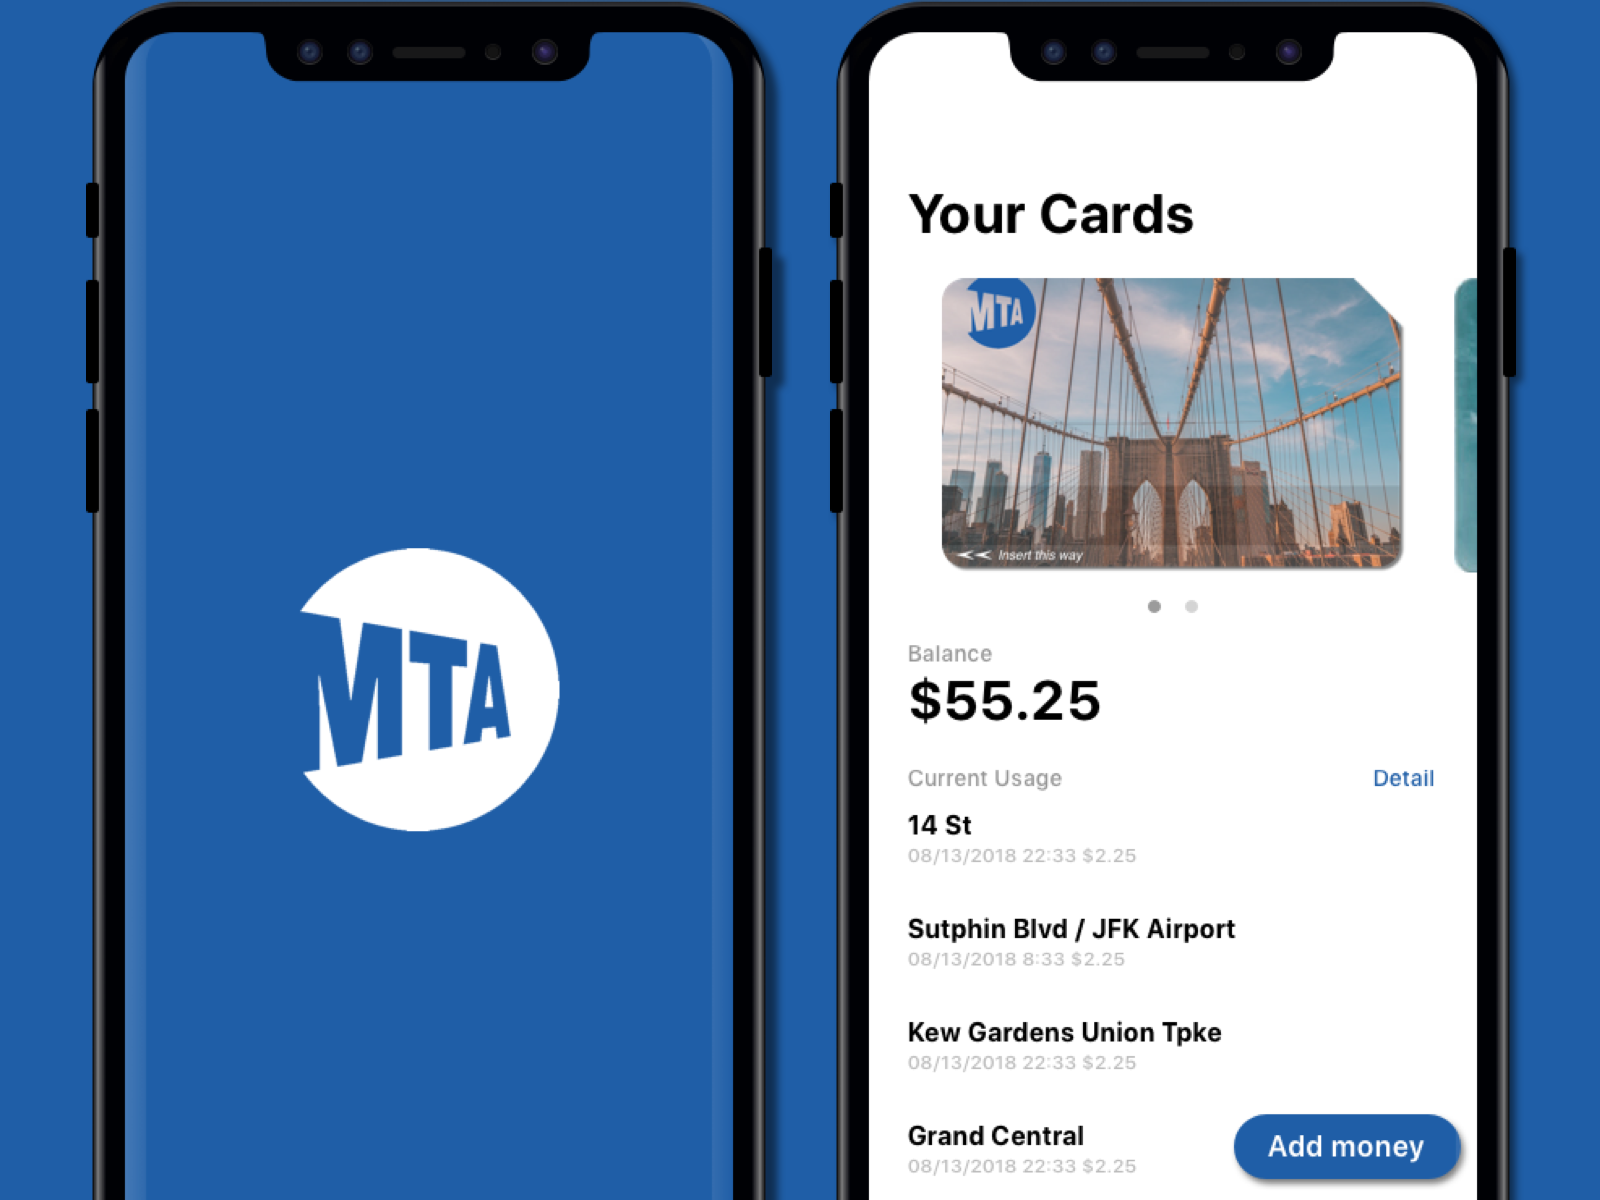 MTA
Your Cards
MTA
Insert this way
Balance
$55.25
Current Usage
Detail
14 St
08/13/2018 22:33 $2.25
Sutphin Blvd / JFK Airport
08/13/2018 8:33 $2.25
Kew Gardens Union Tpke
08/13/2018 22:33 $2.25
Grand Central
08/13/2018 22:33 $2.25
Add money